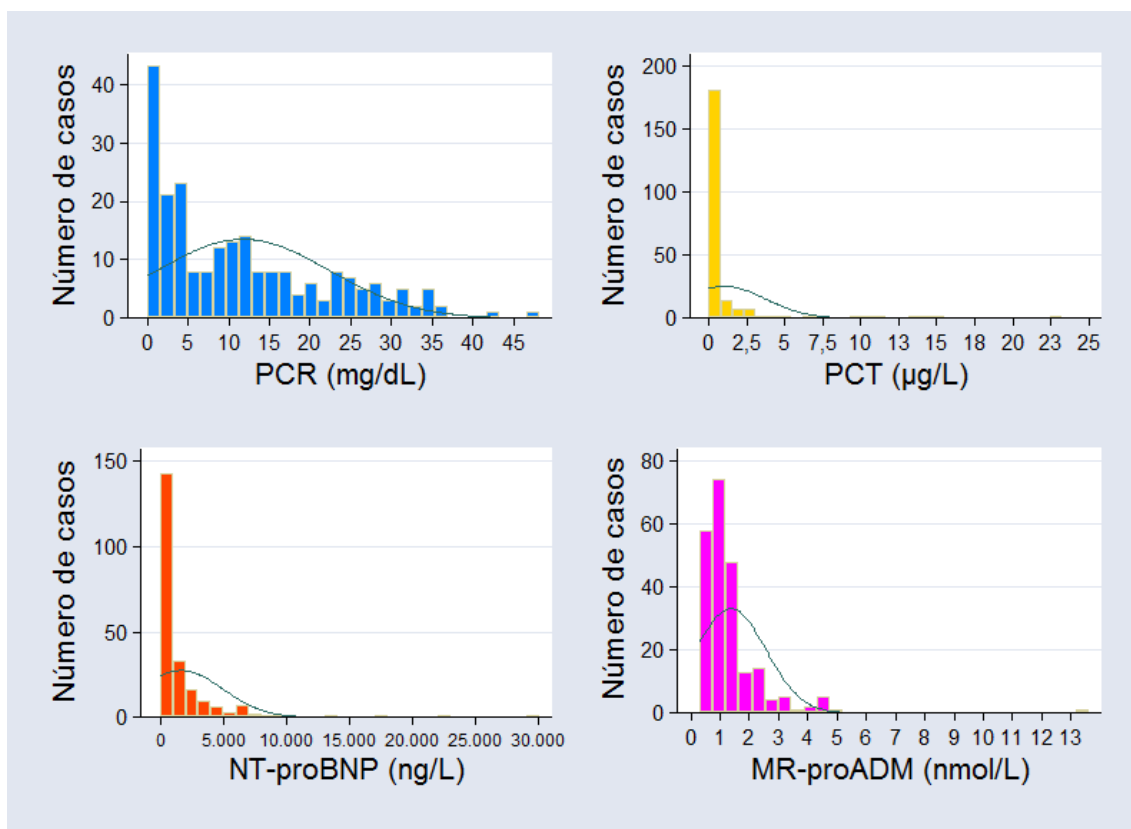 Número de casos
40
30
20
10
0
0 5 10 15 20 25 30 35 40 45
PCR (mg/dL)
Número de casos
200
150
100
50
0
0 2,5 5 7,5 10 13 15 18 20 23 25
PCT (µg/L)
Número de casos
150
100
50
0
0 5.000 10.000 15.000 20.000 25.000 30.000
NT-proBNP (ng/L)
Número de casos
80
60
40
20
0
0 1 2 3 4 5 6 7 8 9 10 11 12 13
MR-proADM (nmol/L)